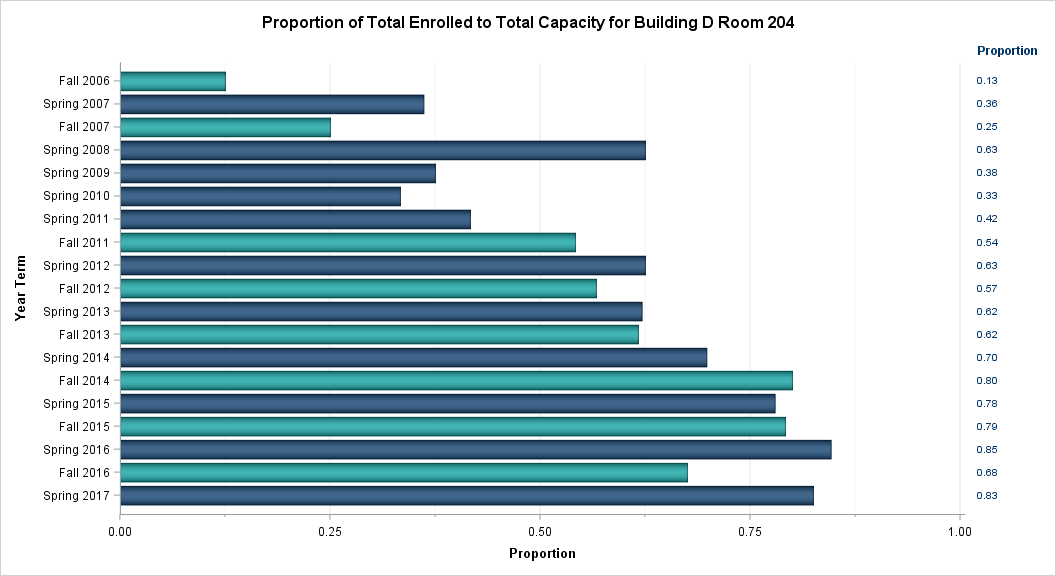 Proportion of Total Enrolled to Total Capacity for Building D Room 204
Proportion
Fall 2006 0.13
Spring 2007 0.36
Fall 2007 0.25
Spring 2008 0.63
Spring 2009 0.38
Spring 2010 0.33
Spring 2011 0.42
Fall 2011 0.54
Spring 2012 0.63
Fall 2012 0.57
Spring 2013 0.62
Fall 2013 0.62
Spring 2014 0.70
Fall 2014 0.80
Spring 2015 0.78
Fall 2015 0.79
Spring 2016 0.85
Fall 2016 0.68
Spring 2017 0.83
Year Term
0.00 0.25 0.50 0.75 1.00
Proportion